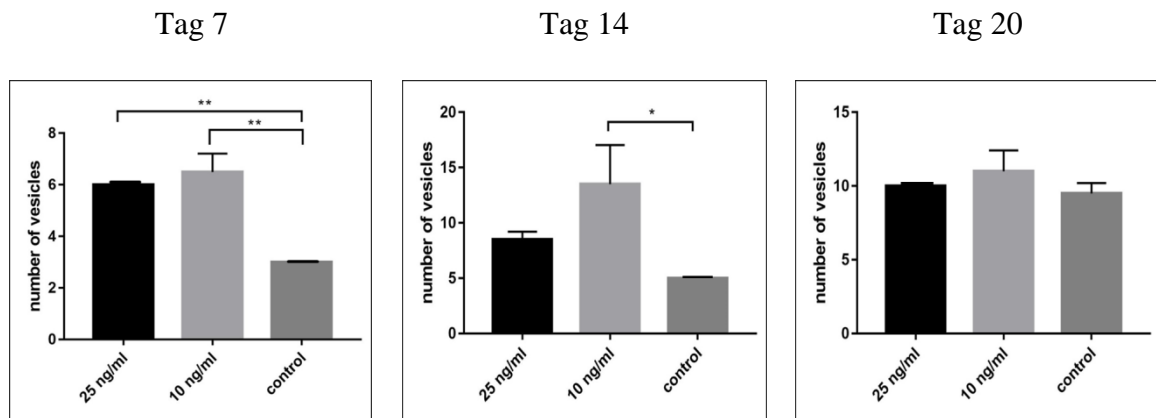 Tag 7
Tag 14
Tag 20
number of vesicles
8
6
4
2
0
**
**
25 ng/ml
10 ng/ml
control
number of vesicles
20
15
10
5
0
*
25 ng/ml
10 ng/ml
control
number of vesicles
15
10
5
0
25 ng/ml
10 ng/ml
control